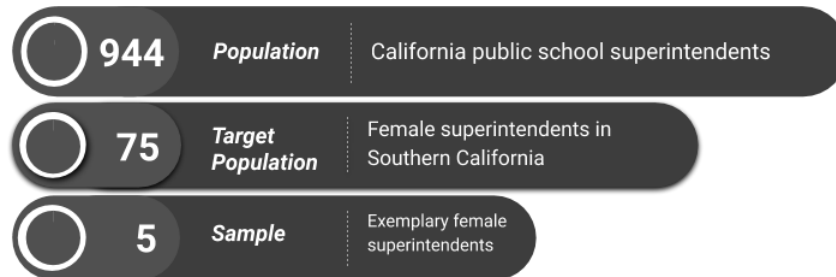 944 Population California public school superintendents
75 Target Population Female superintendents in
Southern California
5 Sample Exemplary female
superintendents